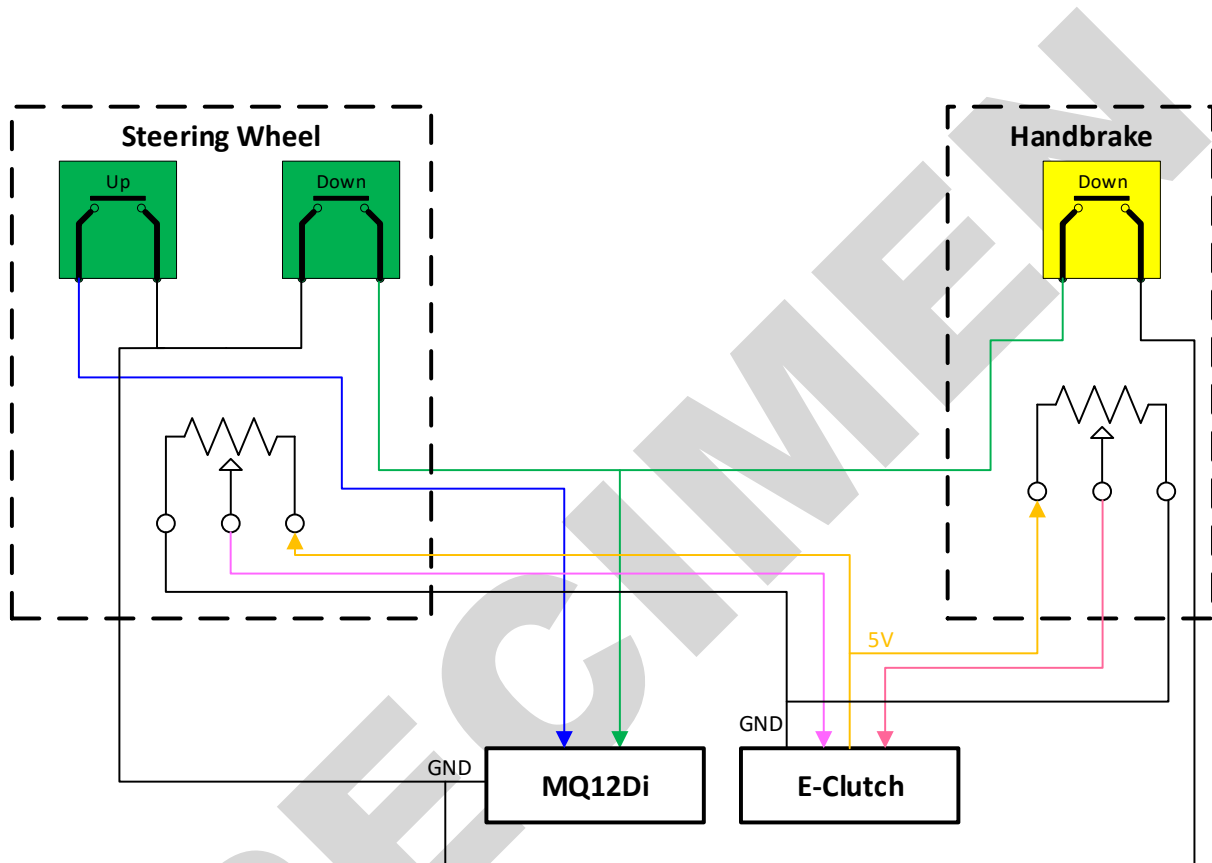 Steering Wheel
Handbrake
Up
Down
Down
5V
GND
GND
MQ12Di
E-Clutch
SPECIMEN